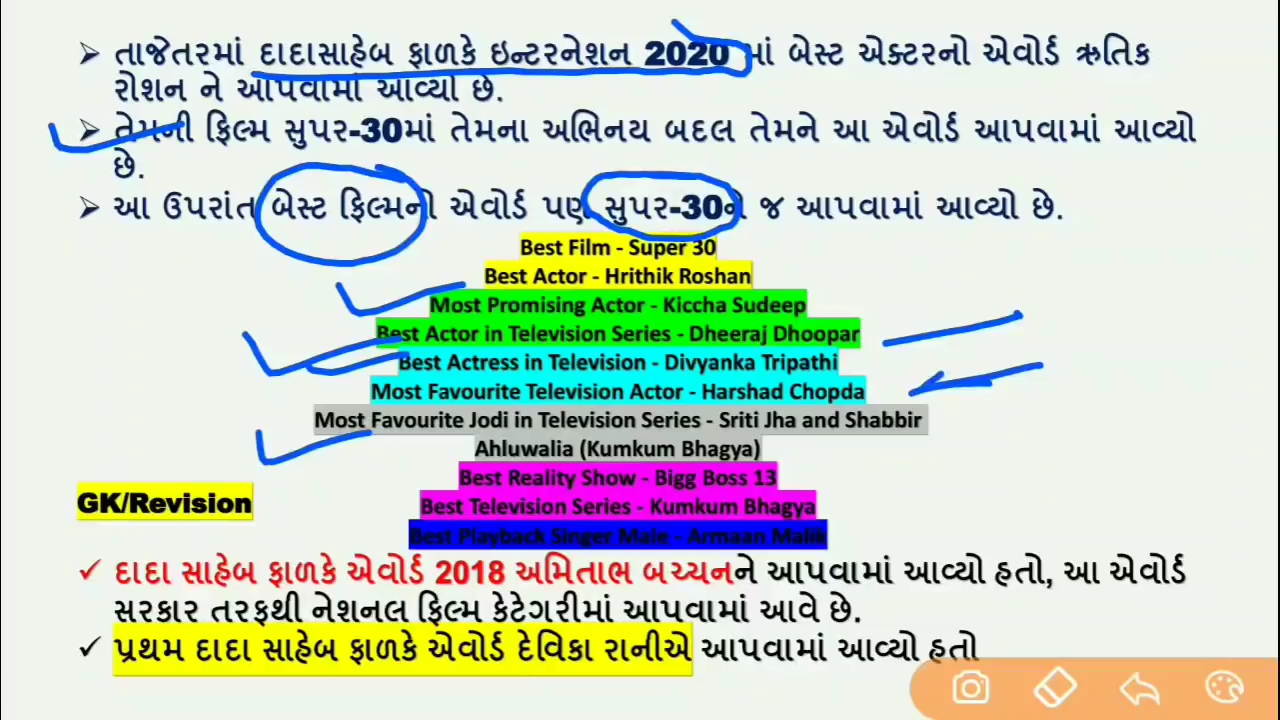 તાજેતરમાં દાદાસાહેબ ફાળકે ઇન્ટરનેશન 2020 માં બેસ્ટ એક્ટરનો એવોર્ડ ઋતિક
રોશન ને આપવામાં આવ્યો છે.
તેમની ફિલ્મ સુપર-30માં તેમના અભિનય બદલ તેમને આ એવોર્ડ આપવામાં આવ્યો
છે.
આ ઉપરાંત બેસ્ટ ફિલ્મનો એવોર્ડ પણ સુપર-30ને જ આપવામાં આવ્યો છે.
Best Film - Super 30
Best Actor - Hrithik Roshan
Most Promising Actor - Kiccha Sudeep
Best Actor in Television Series - Dheeraj Dhoopar
Best Actress in Television - Divyanka Tripathi
Most Favourite Television Actor - Harshad Chopda
Most Favourite Jodi in Television Series - Sriti Jha and Shabbir
Ahluwalia (Kumkum Bhagya)
Best Reality Show - Bigg Boss 13
Best Television Series - Kumkum Bhagya
Best Playback Singer Male - Armaan Malik
GK/Revision
દાદા સાહેબ ફાળકે એવોર્ડ 2018 અમિતાભ બચ્ચનને આપવામાં આવ્યો હતો, આ એવોર્ડ
સરકાર તરફથી નેશનલ ફિલ્મ કેટેગરીમાં આપવામાં આવે છે.
પ્રથમ દાદા સાહેબ ફાળકે એવોર્ડ દેવિકા રાનીએ આપવામાં આવ્યો હતો